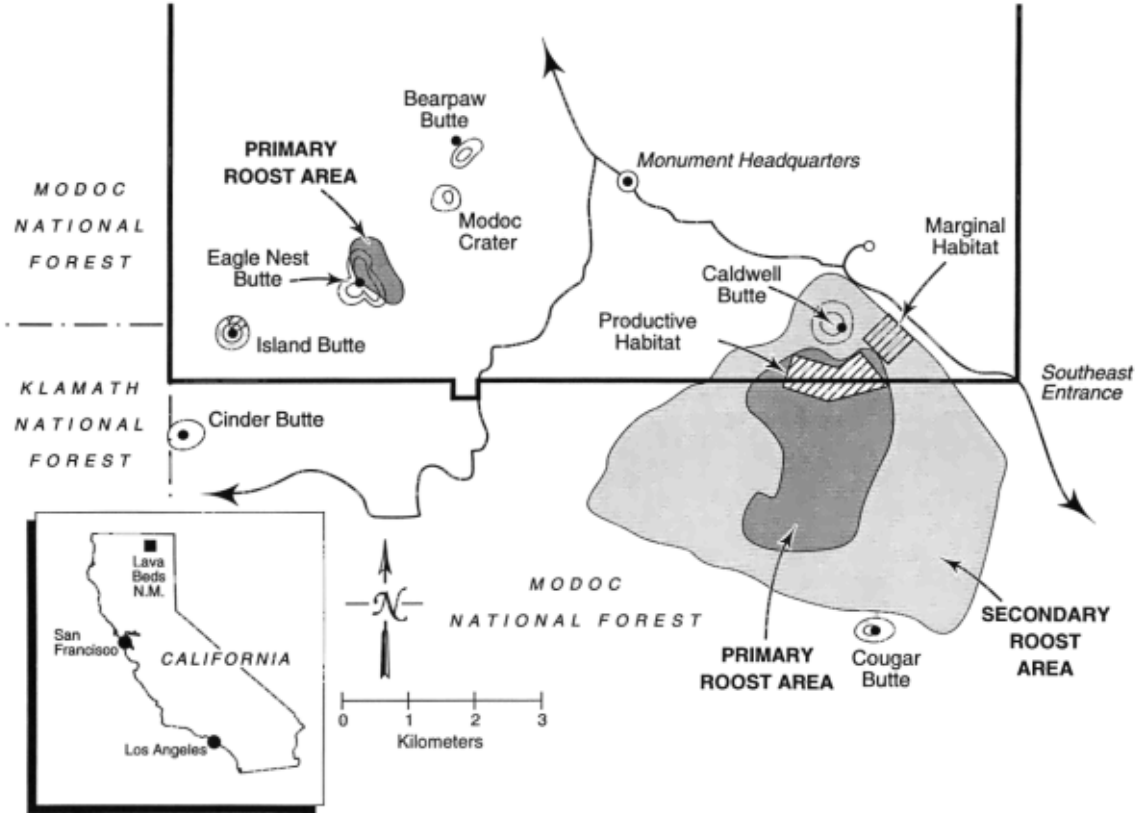 Bearpaw
Butte
PRIMARY
ROOST AREA
Monument Headquarters
MODOC
NATIONAL
FOREST
Modoc
Crater
Marginal
Habitat
Eagle Nest
Butte
Caldwell
Butte
Productive
Habitat
Island Butte
Southeast
Entrance
KLAMATH
NATIONAL
FOREST
Cinder Butte
Lava
Beds
N.M.
San
Francisco
CALIFORNIA
Los Angeles
N
MODOC
NATIONAL FOREST
SECONDARY
ROOST
AREA
PRIMARY
ROOST AREA
Cougar
Butte
0 1 2 3
Kilometers